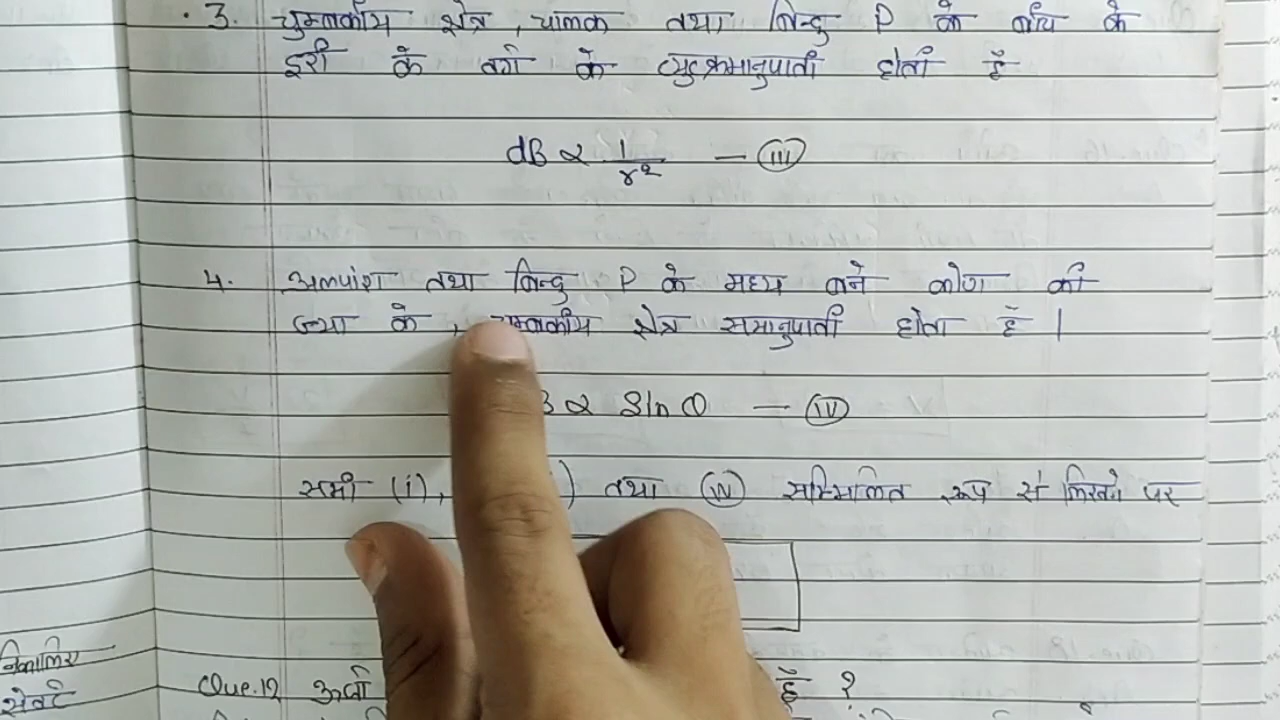 3. चुम्बकीय क्षेत्र, चालक तथा बिन्दु P के बीच के
दूरी के वर्ग के व्युत्क्रमानुपाती होती है
dB ∝ 1/r² — (iii)
4. अल्पांश तथा बिन्दु P के मध्य बने कोण की
ज्या के, चुम्बकीय क्षेत्र समानुपाती होता है।
B ∝ Sin θ — (iv)
सभी (i), ) तथा (iv) सम्मिलित रूप से लिखने पर
Que.12 है ?